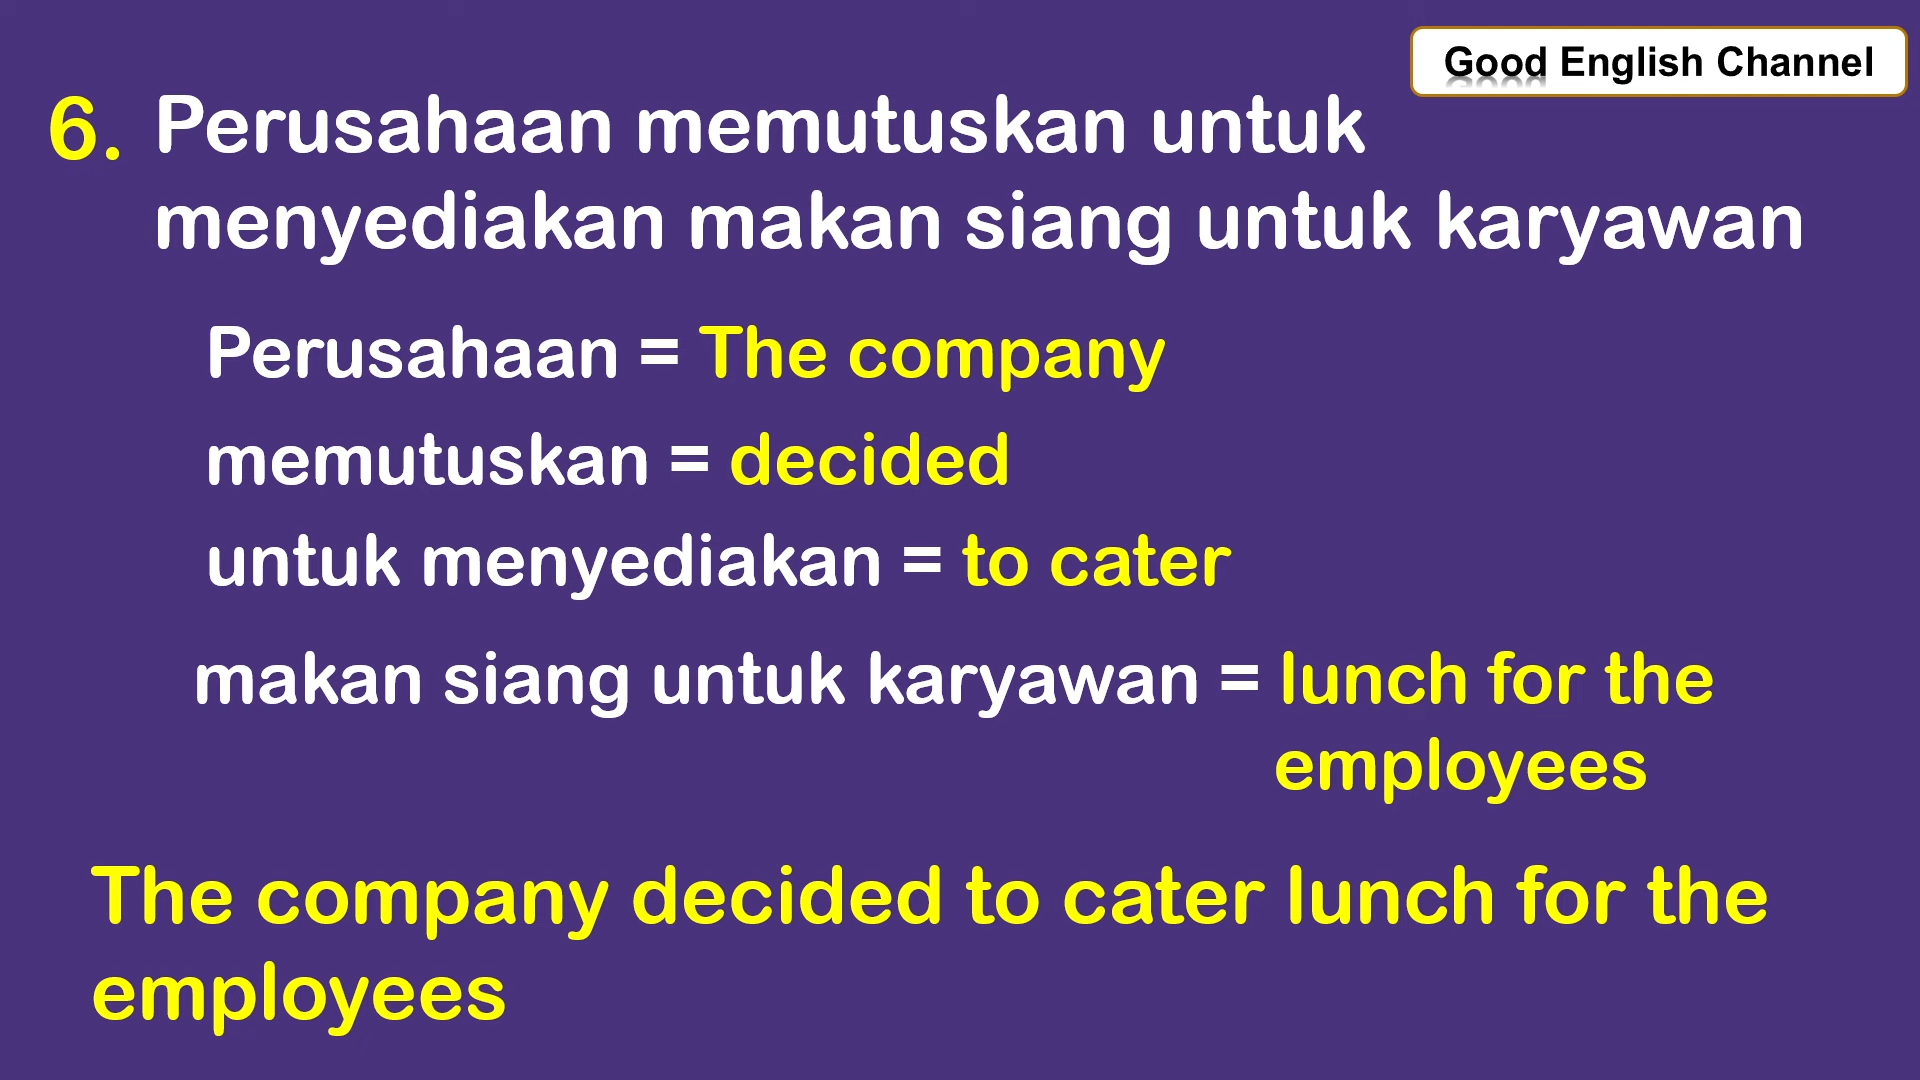 Good English Channel
6. Perusahaan memutuskan untuk
menyediakan makan siang untuk karyawan
Perusahaan = The company
memutuskan = decided
untuk menyediakan = to cater
makan siang untuk karyawan = lunch for the
employees
The company decided to cater lunch for the
employees